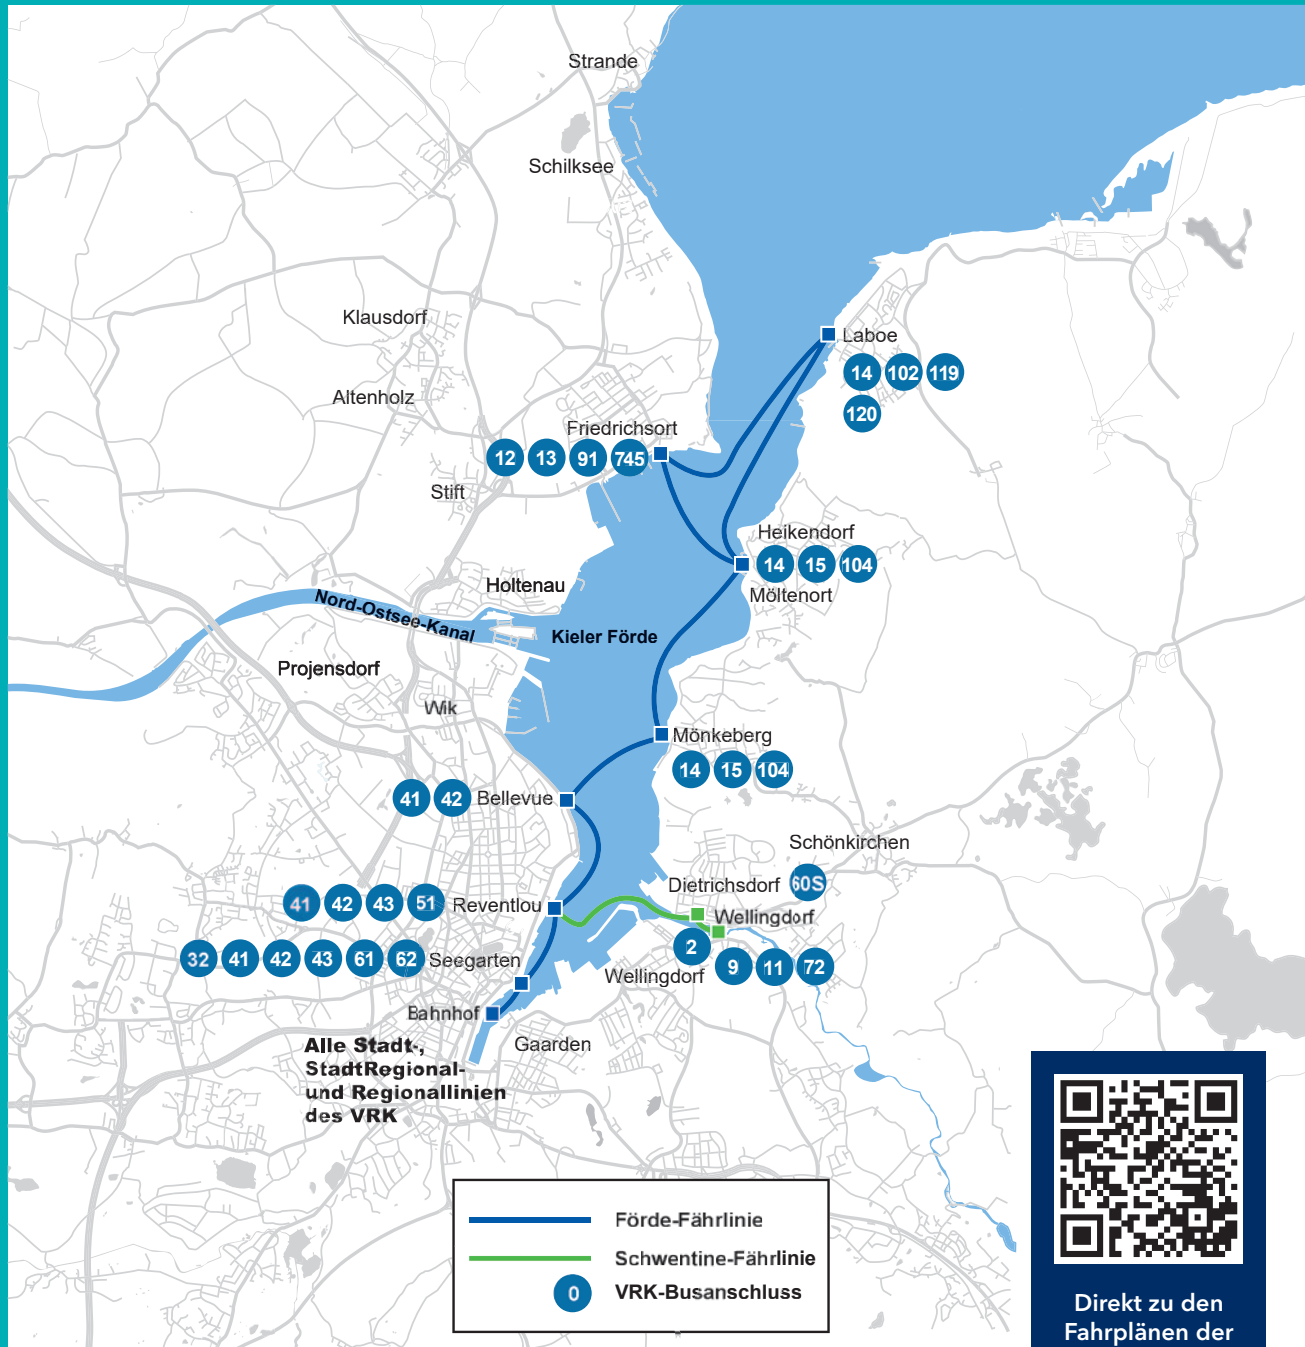 Strande
Schilksee
Klausdorf
Laboe
14 102 119
120
Altenholz
Friedrichsort
12 13 91 745
Stift
Heikendorf
14 15 104
Möltenort
Holtenau
Nord-Ostsee-Kanal
Kieler Förde
Projensdorf
Wik
Mönkeberg
14 15 104
41 42 Bellevue
Schönkirchen
Dietrichsdorf 60S
41 42 43 51 Reventlou
Wellingdorf
2
32 41 42 43 61 62 Seegarten
9 11 72
Wellingdorf
Bahnhof
Gaarden
Alle Stadt-,
StadtRegional-
und Regionallinien
des VRK
Förde-Fährlinie
Schwentine-Fährlinie
0 VRK-Busanschluss
Direkt zu den
Fahrplänen der